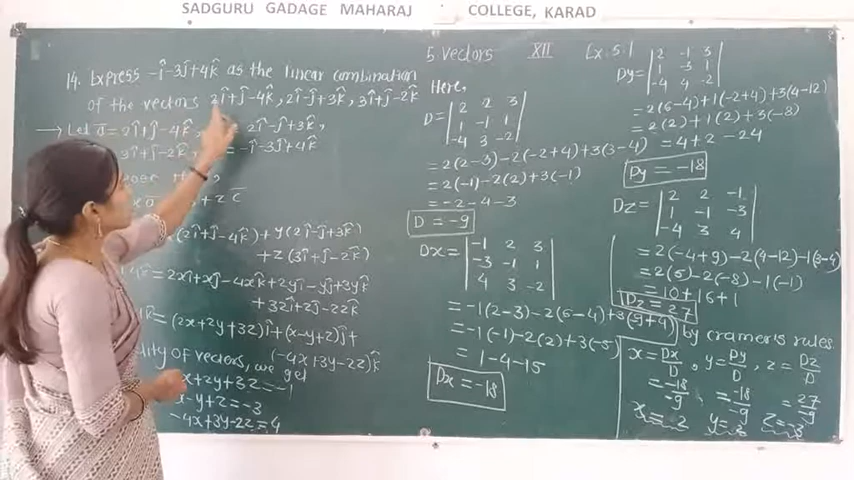 SADGURU GADAGE MAHARAJ COLLEGE, KARAD
14. Express -î-3ĵ+4k̂ as the linear combination
of the vectors 2î+ĵ-4k̂, 2î-ĵ+3k̂, 3î+ĵ-2k̂
→ Let a̅ = 2î+ĵ-4k̂, 2î-ĵ+3k̂,
3î+ĵ-2k̂, = -î-3ĵ+4k̂
+z c̅
(2î+ĵ-4k̂) + y(2î-ĵ+3k̂)
+z(3î+ĵ-2k̂)
4k̂ = 2xî+xĵ-4xk̂+2yî-yĵ+3yk̂
+3zî+zĵ-2zk̂
k̂ = (2x+2y+3z)î+(x-y+z)ĵ+
(-4x+3y-2z)k̂
of vectors, we get
x+2y+3z=-1
x-y+z=-3
-4x+3y-2z=4
5 Vectors XII Ex 5.1
Here,
D = | 2 2 3 |
| 1 -1 1 |
| -4 3 -2 |
= 2(2-3)-2(-2+4)+3(3-4)
= 2(-1)-2(2)+3(-1)
= -2-4-3
D = -9
Dx = | -1 2 3 |
| -3 -1 1 |
| 4 3 -2 |
= -1(2-3)-2(6-4)+3(-9+4)
= -1(-1)-2(2)+3(-5)
= 1-4-15
Dx = -18
Dy = | 2 -1 3 |
| 1 -3 1 |
| -4 4 -2 |
= 2(6-4)+1(-2+4)+3(4-12)
= 2(2)+1(2)+3(-8)
= 4+2-24
Dy = -18
Dz = | 2 2 -1 |
| 1 -1 -3 |
| -4 3 4 |
= 2(-4+9)-2(4-12)-1(3-4)
= 2(5)-2(-8)-1(-1)
= 10+16+1
Dz = 27
by cramer's rules
x = Dx/D, y = Dy/D, z = Dz/D
= -18/-9 = -18/-9 = 27/-9
x = 2 y = 2 z = -3